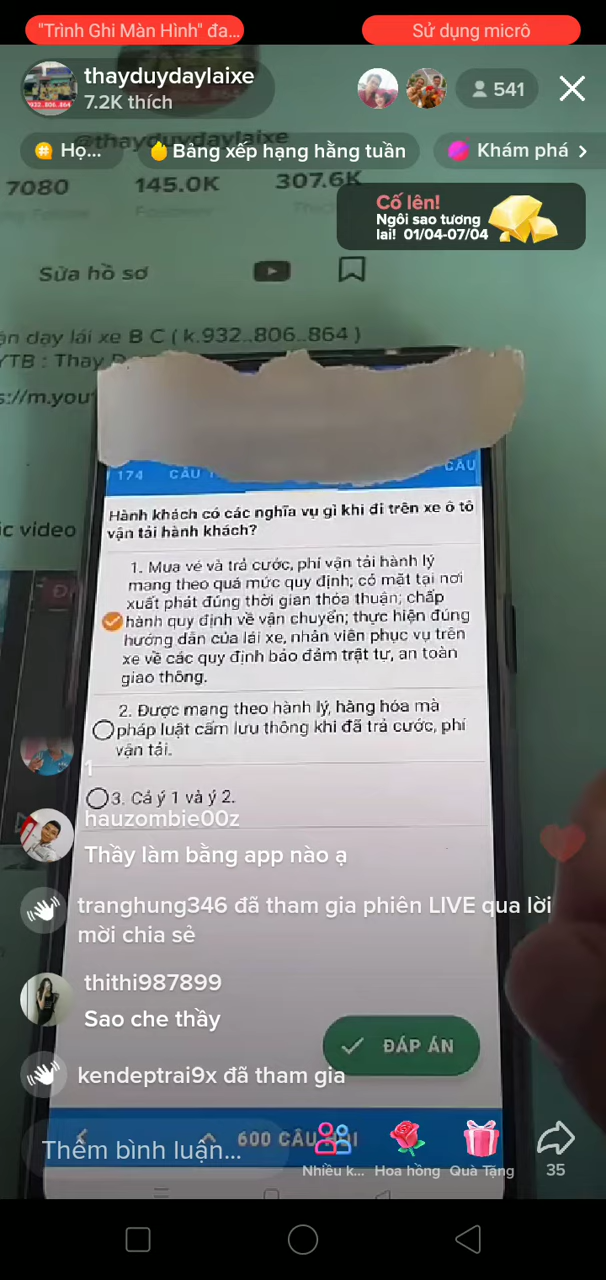 "Trình Ghi Màn Hình" đa...
Sử dụng micrô
thayduydaylaixe
7.2K thích
541
Họ...
Bảng xếp hạng hằng tuần
Khám phá
@thayduydaylaixe
7080
145.0K
307.6K
Cố lên!
Ngôi sao tương
lai! 01/04-07/04
Sửa hồ sơ
dạy lái xe B C ( k.932..806..864 )
YTB : Thay D
s://m.you
ic video
932.806.864
174
CÂU
CÂU
Hành khách có các nghĩa vụ gì khi đi trên xe ô tô
vận tải hành khách?
1. Mua vé và trả cước, phí vận tải hành lý
mang theo quá mức quy định; có mặt tại nơi
xuất phát đúng thời gian thỏa thuận; chấp
hành quy định về vận chuyển; thực hiện đúng
hướng dẫn của lái xe, nhân viên phục vụ trên
xe về các quy định bảo đảm trật tự, an toàn
giao thông.
2. Được mang theo hành lý, hàng hóa mà
pháp luật cấm lưu thông khi đã trả cước, phí
vận tải.
3. Cả ý 1 và ý 2.
1
hauzombie00z
Thầy làm bằng app nào ạ
tranghung346 đã tham gia phiên LIVE qua lời
mời chia sẻ
thithi987899
Sao che thầy
ĐÁP ÁN
kendeptrai9x đã tham gia
600 CÂU HỎI
Thêm bình luận...
Nhiều k...
Hoa hồng
Quà Tặng
35